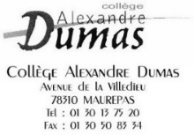 collège
Alexandre
Dumas
Collège Alexandre Dumas
Avenue de la Villedieu
78310 MAUREPAS
Tél : 01 30 13 75 20
Fax : 01 30 50 83 34